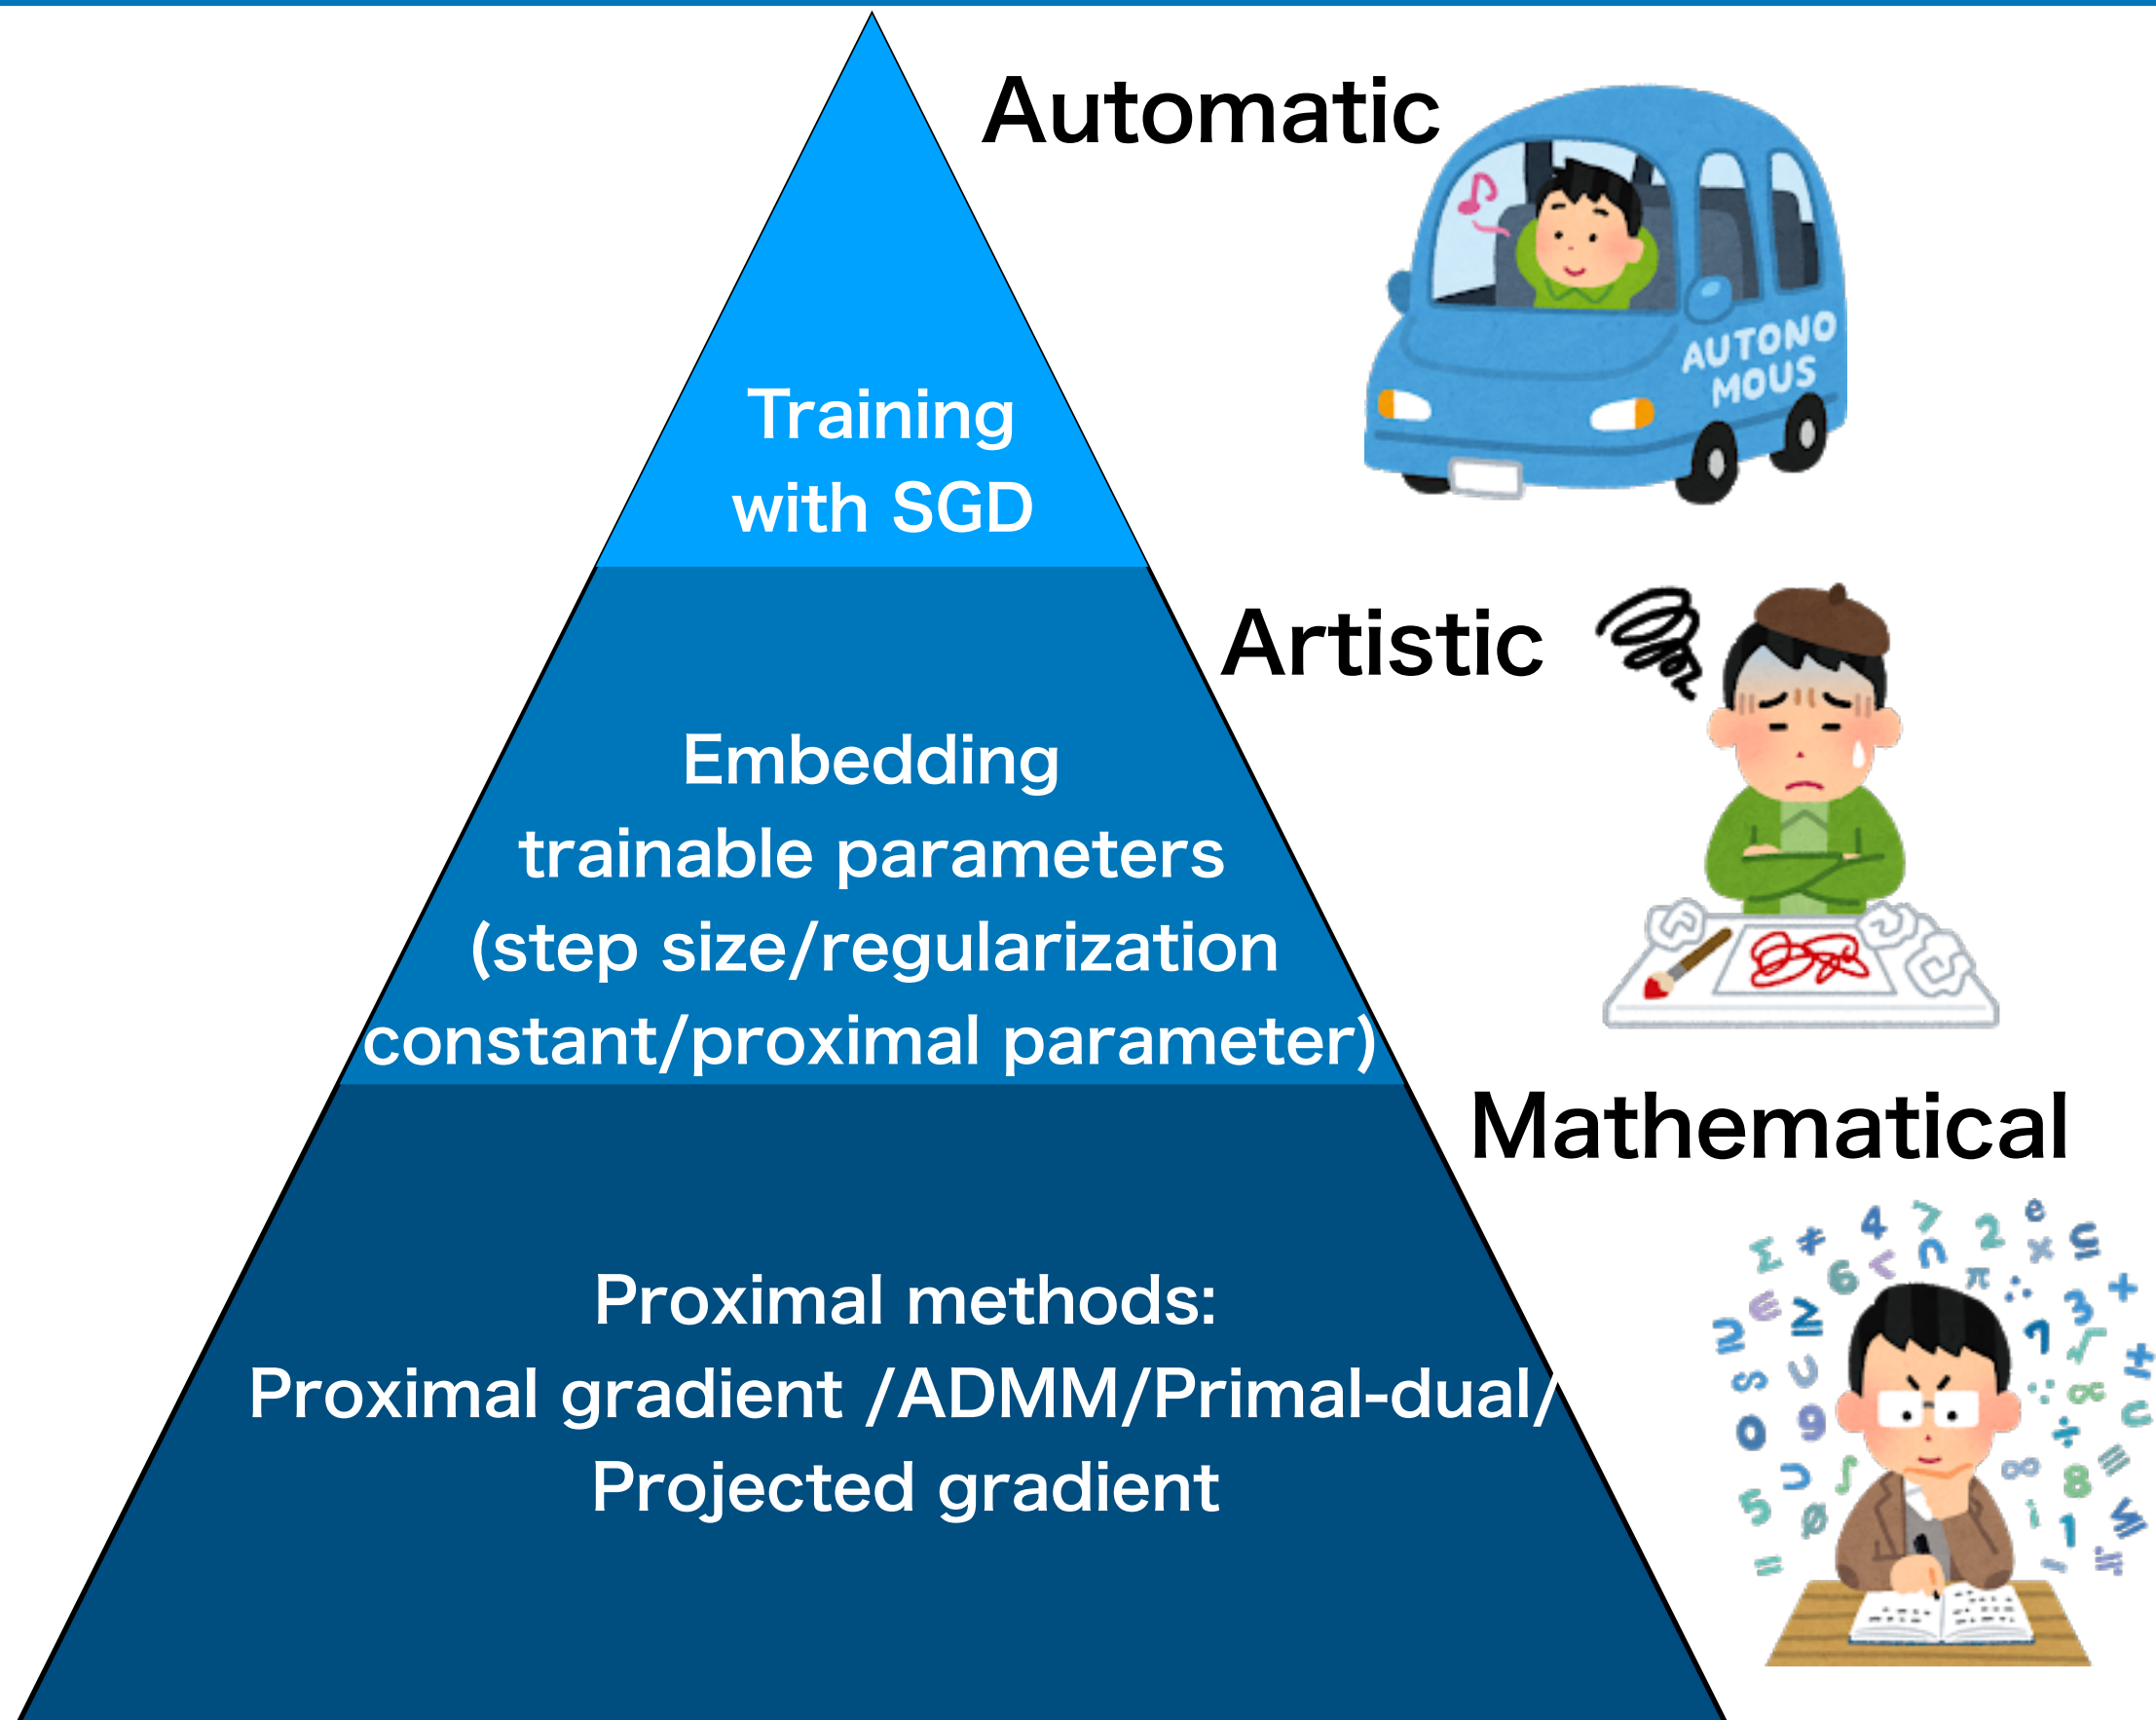 Automatic
AUTONO
MOUS
Training
with SGD
Artistic
Embedding
trainable parameters
(step size/regularization
constant/proximal parameter)
Mathematical
Proximal methods:
Proximal gradient /ADMM/Primal-dual/
Projected gradient